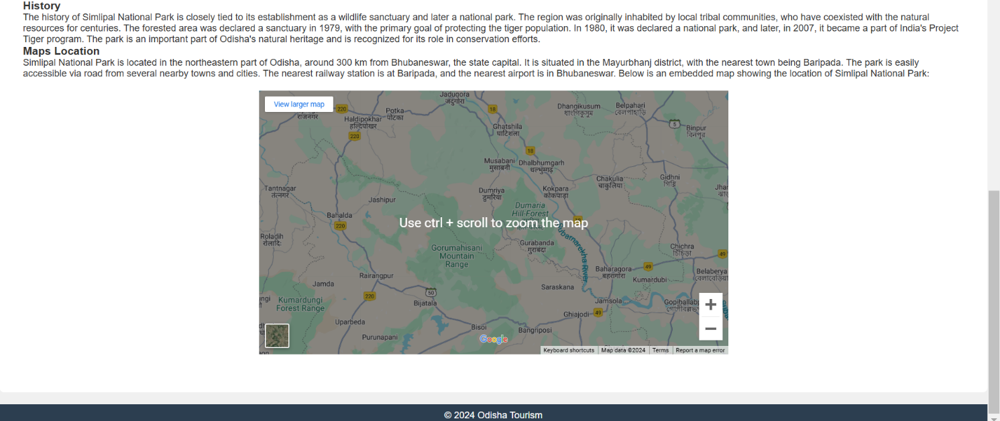 History
The history of Simlipal National Park is closely tied to its establishment as a wildlife sanctuary and later a national park. The region was originally inhabited by local tribal communities, who have coexisted with the natural
resources for centuries. The forested area was declared a sanctuary in 1979, with the primary goal of protecting the tiger population. In 1980, it was declared a national park, and later, in 2007, it became a part of India's Project
Tiger program. The park is an important part of Odisha's natural heritage and is recognized for its role in conservation efforts.
Maps Location
Simlipal National Park is located in the northeastern part of Odisha, around 300 km from Bhubaneswar, the state capital. It is situated in the Mayurbhanj district, with the nearest town being Baripada. The park is easily
accessible via road from several nearby towns and cities. The nearest railway station is at Baripada, and the nearest airport is in Bhubaneswar. Below is an embedded map showing the location of Simlipal National Park:
View larger map
Jadugora
जादुगोरा
राजनगर
220
Haldipokhar
हल्दिपोखर
Potka
पोटका
18
Dhangikusum
Belpahari
বেলপাহাড়ি
5
Binpur
220
Ghatshila
घाटिशला
18
Musabani
मुसाबनी
Dhalbhumgarh
Chakulia
चाकुलिया
Gidhni
Tantnagar
तंत्नगर
Jashipur
Dumriya
डुमरिया
Kokpara
कोकपाड़ा
Dumaria
Hill-Forest
Bahalda
220
Use ctrl + scroll to zoom the map
Roladih
Subarnarekha River
Gurabanda
गुराबंदा
Gorumahisani
Mountain
Range
Chichra
49
Baharagora
बहरागोरा
49
Kumardubi
Belaberya
Rairangpur
Jamda
Saraskana
220
50
Bijatala
Kumardungi
Forest Range
Jamsola
Ghiajodi
49
Uparbeda
Bisoi
Bangriposi
Purunapani
Google
Keyboard shortcuts
Map data ©2024
Terms
Report a map error
© 2024 Odisha Tourism